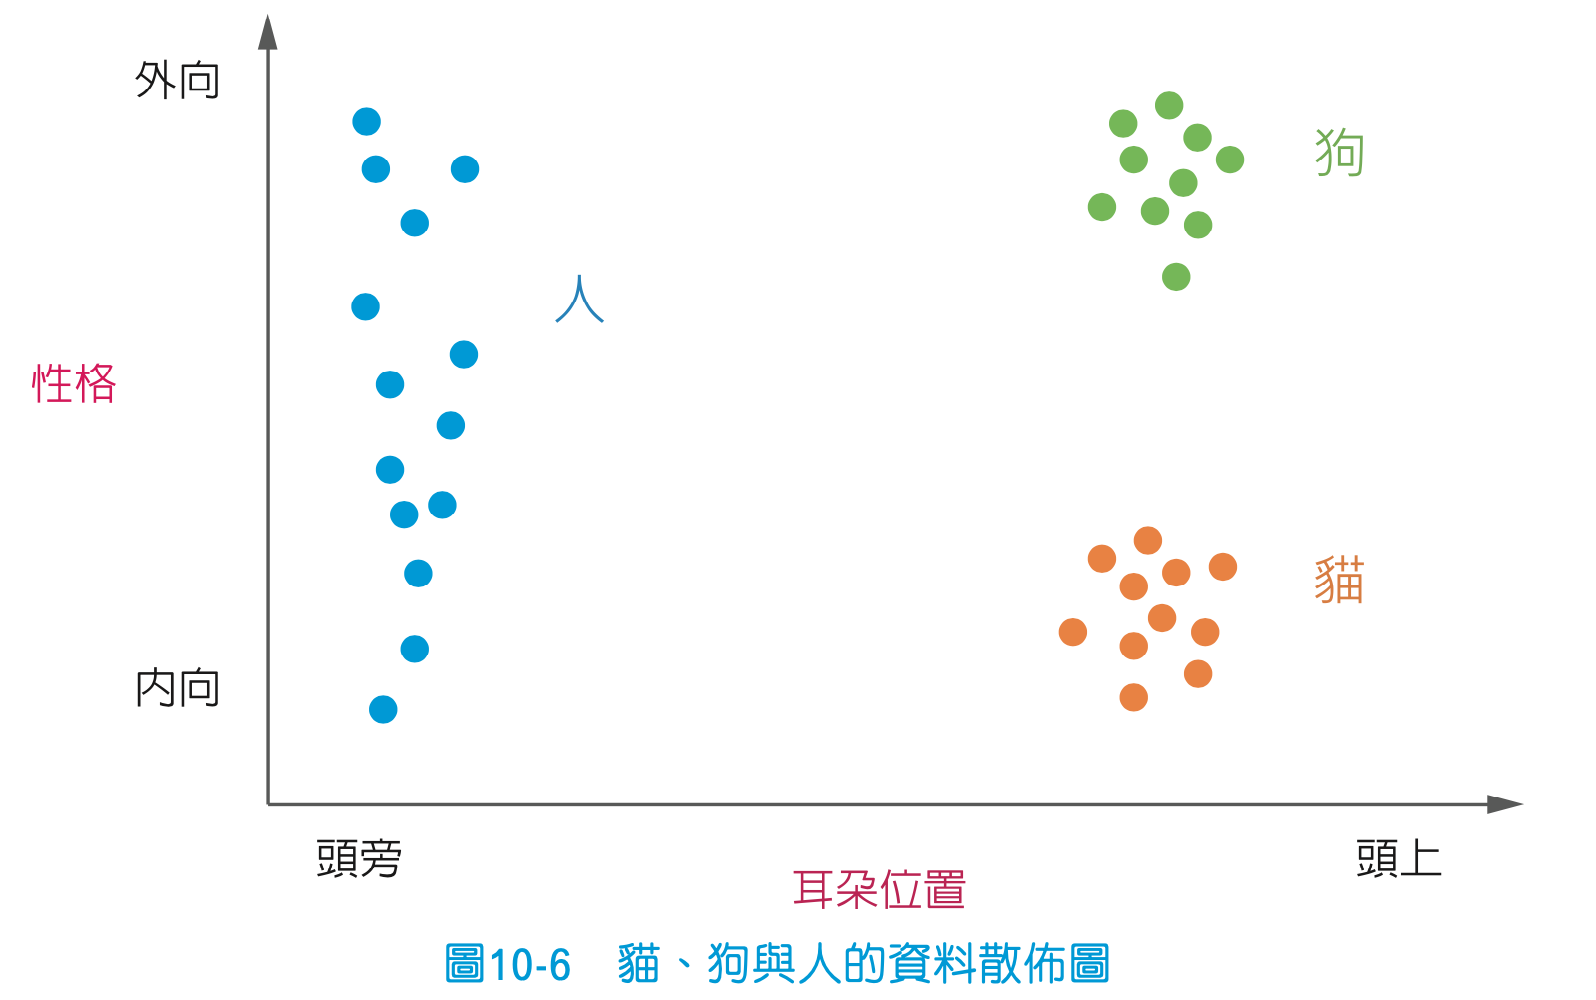 外向
狗
人
性格
貓
內向
頭旁
頭上
耳朵位置
圖10-6 貓、狗與人的資料散佈圖